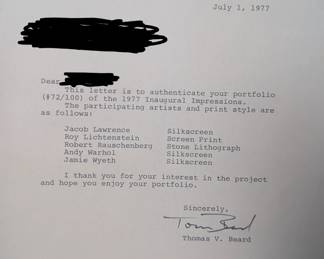 July 1, 1977
Dear
This letter is to authenticate your portfolio
(#72/100) of the 1977 Inaugural Impressions.
The participating artists and print style are
as follows:
Jacob Lawrence Silkscreen
Roy Lichtenstein Screen Print
Robert Rauschenberg Stone Lithograph
Andy Warhol Silkscreen
Jamie Wyeth Silkscreen
I thank you for your interest in the project
and hope you enjoy your portfolio.
Sincerely,
Tom Beard
Thomas V. Beard